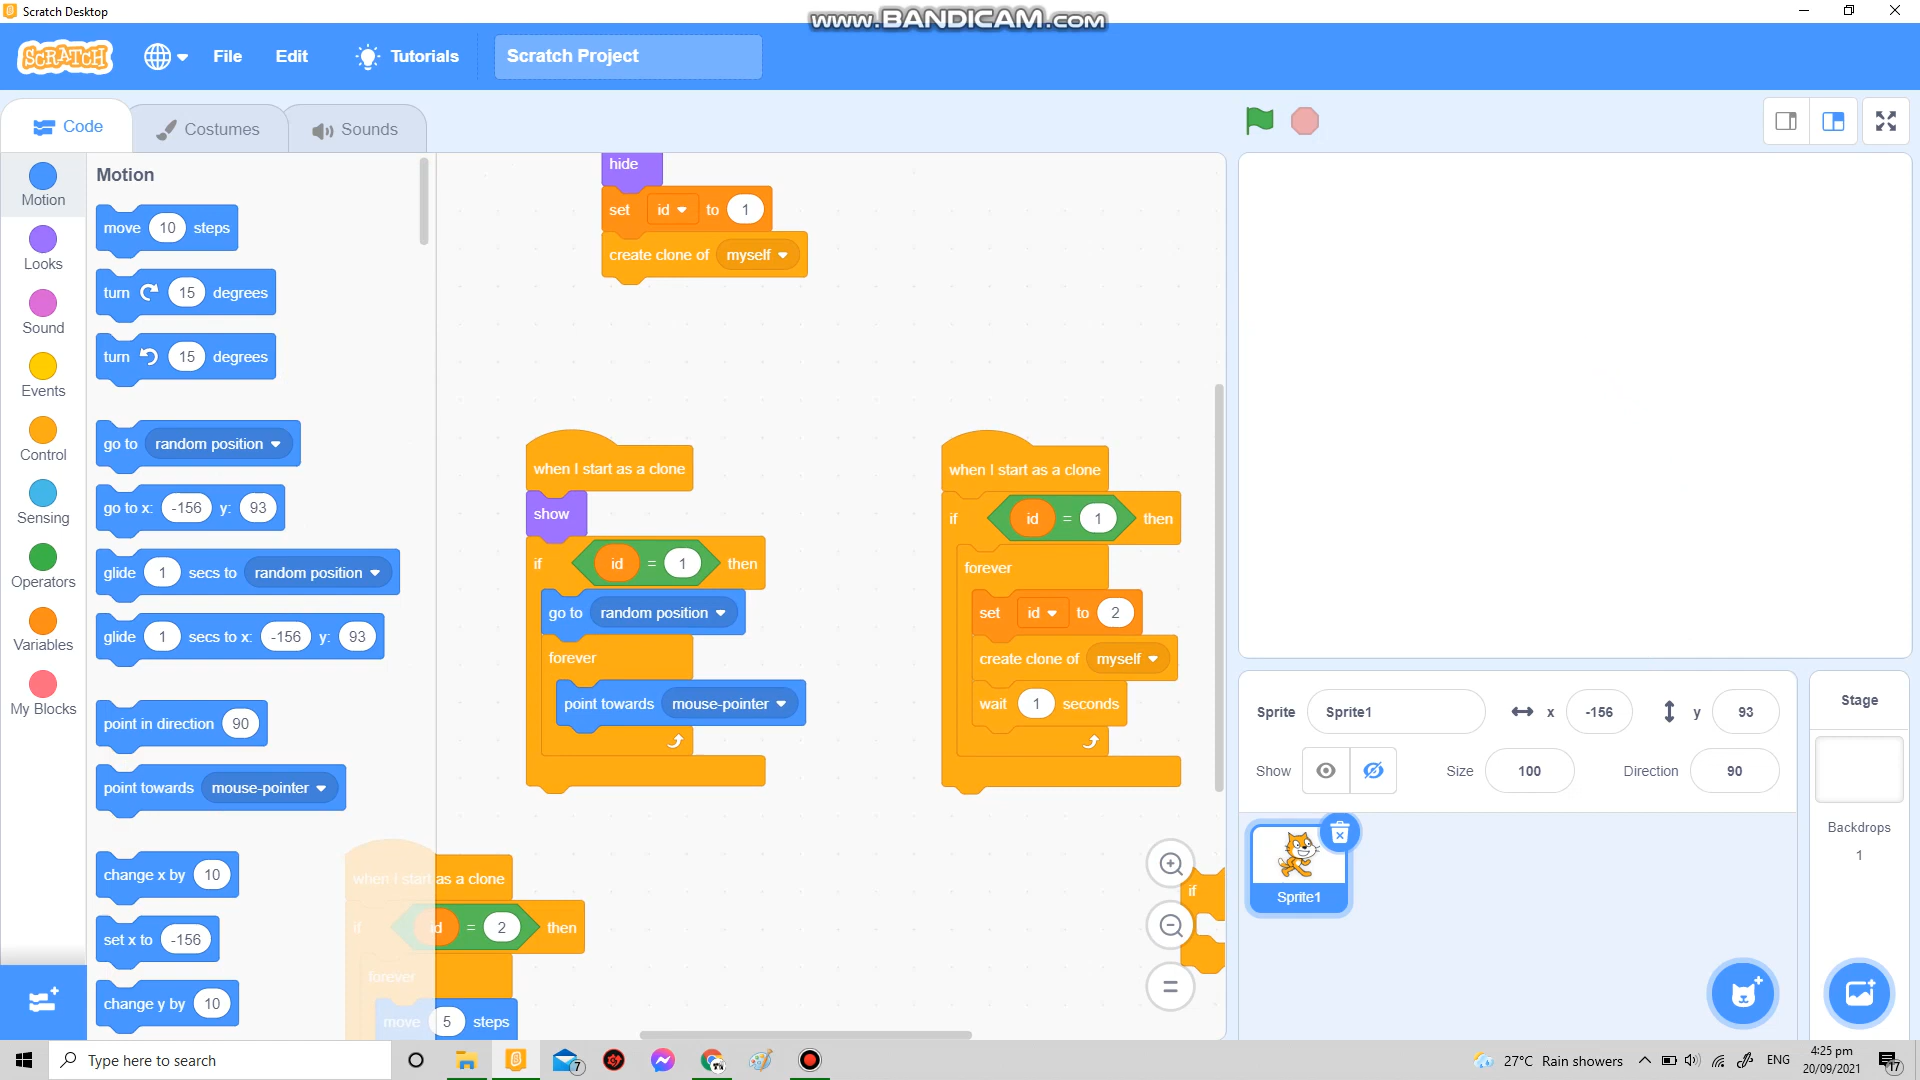 Scratch Desktop
www.BANDICAM.com
SCRATCH
File
Edit
Tutorials
Scratch Project
Code
Costumes
Sounds
Motion
Looks
Sound
Events
Control
Sensing
Operators
Variables
My Blocks
Motion
move 10 steps
turn 15 degrees
turn 15 degrees
go to random position
go to x: -156 y: 93
glide 1 secs to random position
glide 1 secs to x: -156 y: 93
point in direction 90
point towards mouse-pointer
change x by 10
set x to -156
change y by 10
hide
set id to 1
create clone of myself
when I start as a clone
show
if id = 1 then
go to random position
forever
point towards mouse-pointer
when I start as a clone
if id = 1 then
forever
set id to 2
create clone of myself
wait 1 seconds
when I start as a clone
if id = 2 then
forever
move 5 steps
if
Sprite Sprite1 x -156 y 93
Show Size 100 Direction 90
Sprite1
Stage
Backdrops
1
Type here to search
7
27°C Rain showers
ENG
4:25 pm
20/09/2021
17